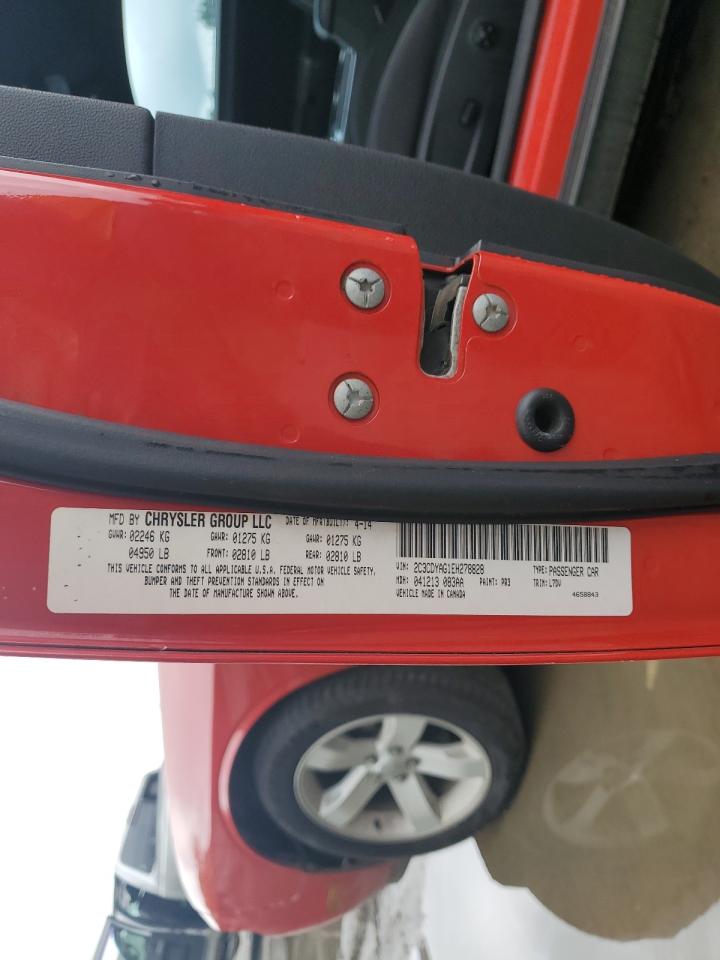 MFD BY CHRYSLER GROUP LLC DATE OF MFR(BUILT): 4-14
GVWR: 02246 KG GAWR: 01275 KG GAWR: 01275 KG
04950 LB FRONT: 02810 LB REAR: 02810 LB
THIS VEHICLE CONFORMS TO ALL APPLICABLE U.S.A. FEDERAL MOTOR VEHICLE SAFETY,
BUMPER AND THEFT PREVENTION STANDARDS IN EFFECT ON
THE DATE OF MANUFACTURE SHOWN ABOVE.
VIN: 2C3CDYAG1EH278828 TYPE: PASSENGER CAR
MDH: 041213 083AA PAINT: PR3 TRIM: L7DV
VEHICLE MADE IN CANADA 4658843